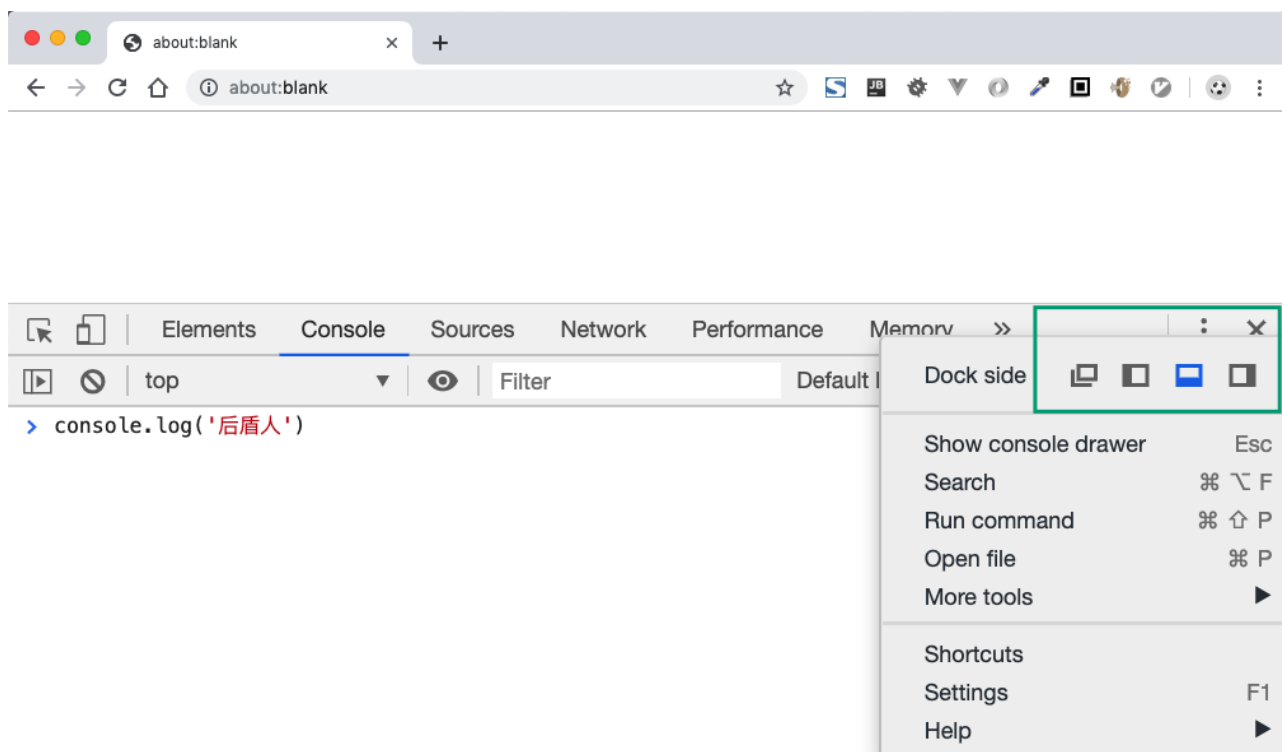 about:blank
about:blank
JB
Elements Console Sources Network Performance Memory »
top Filter Default l
Dock side
> console.log('后盾人')
Show console drawer Esc
Search ⌘ ⌥ F
Run command ⌘ ⇧ P
Open file ⌘ P
More tools ▶
Shortcuts
Settings F1
Help ▶